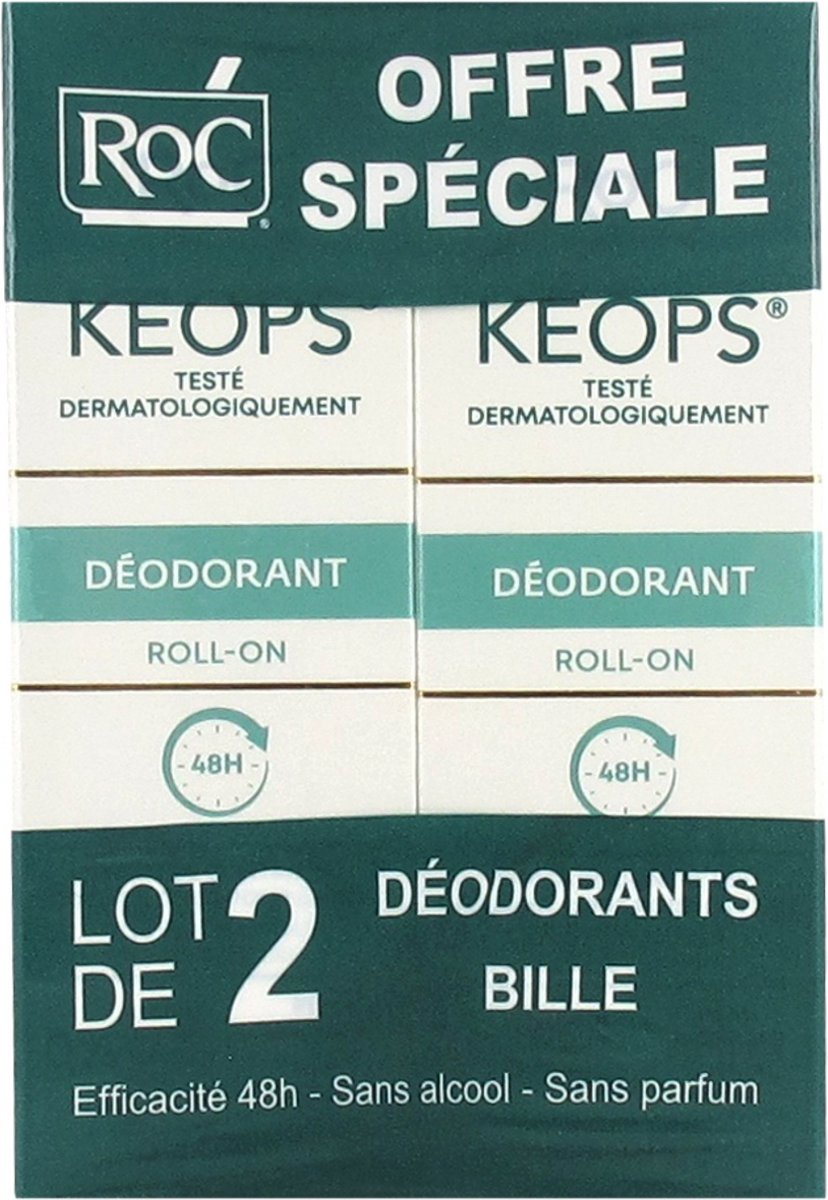 RoC®
OFFRE
SPÉCIALE
KEOPS®
TESTÉ
DERMATOLOGIQUEMENT
DÉODORANT
ROLL-ON
48H
KEOPS®
TESTÉ
DERMATOLOGIQUEMENT
DÉODORANT
ROLL-ON
48H
LOT
DE 2
DÉODORANTS
BILLE
Efficacité 48h - Sans alcool - Sans parfum